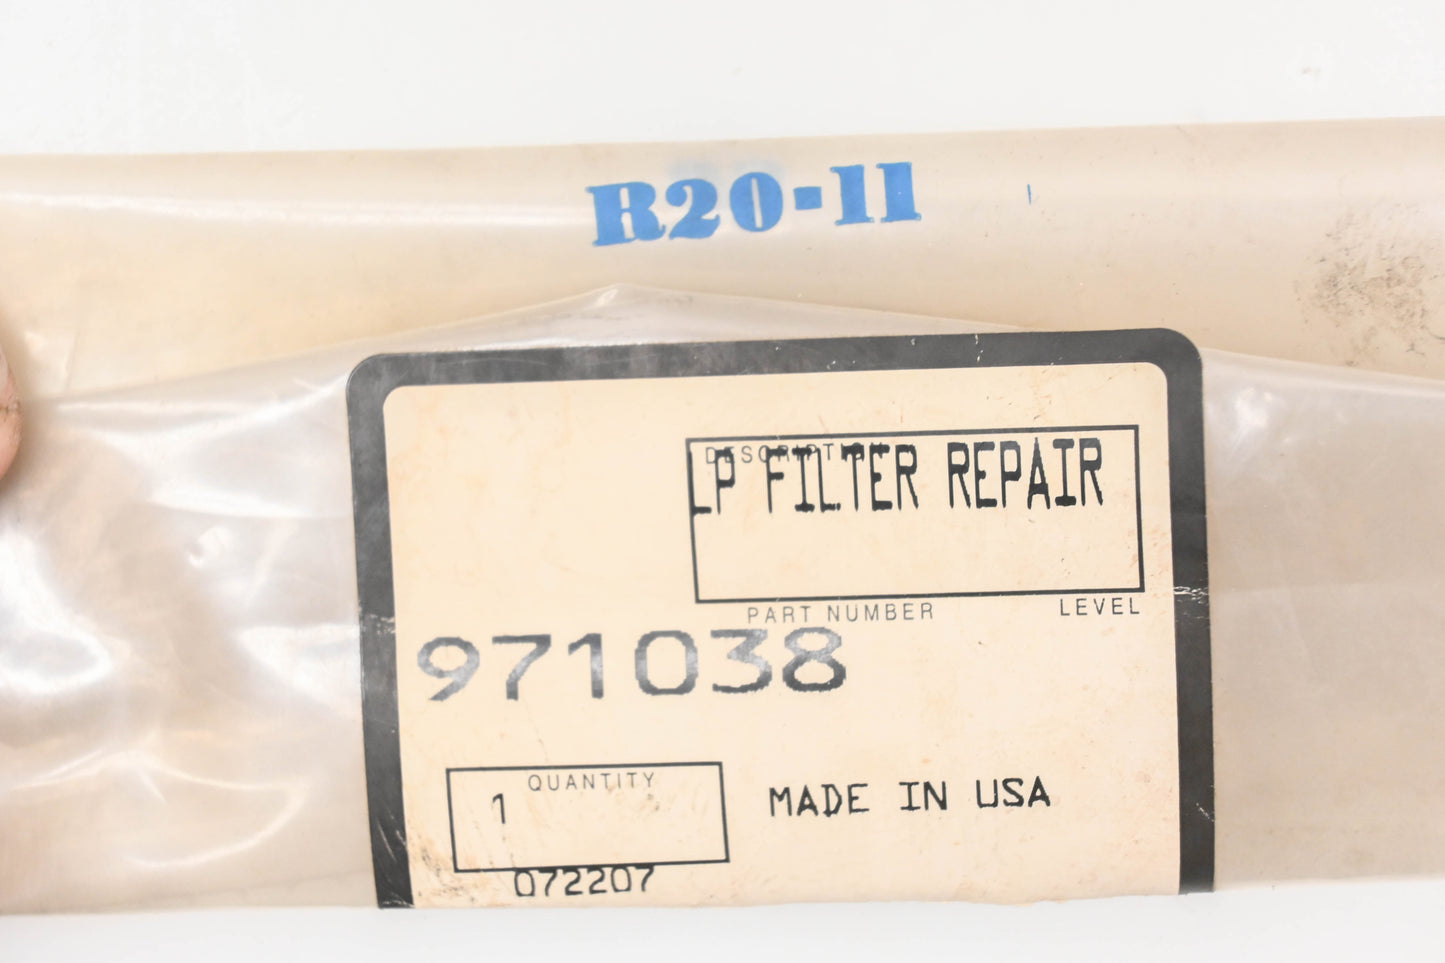 R20-11
DESCRIPTION
LP FILTER REPAIR
PART NUMBER LEVEL
971038
QUANTITY
1
MADE IN USA
072207